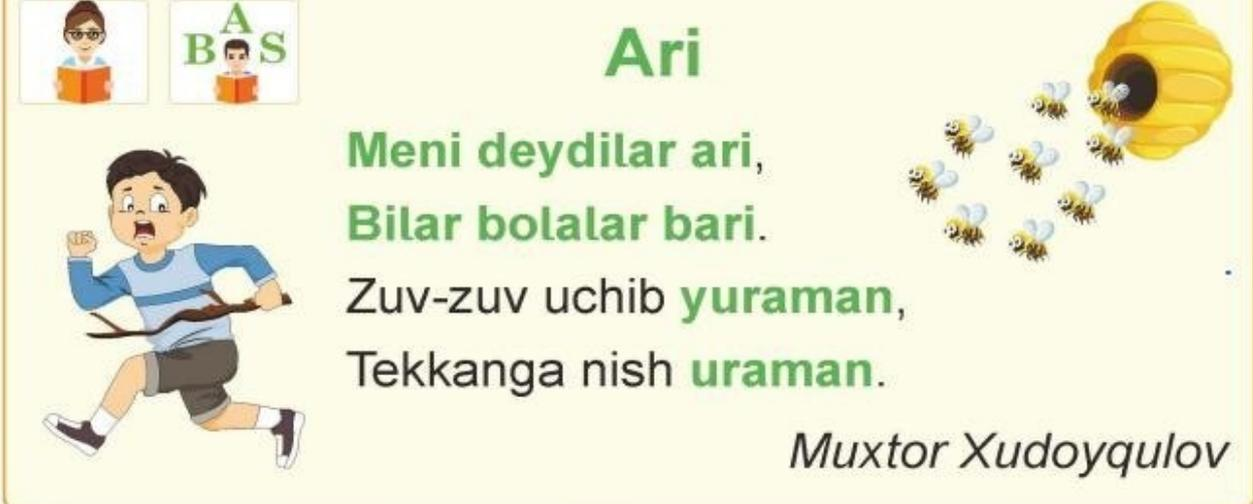 B A S
Ari
Meni deydilar ari,
Bilar bolalar bari.
Zuv-zuv uchib yuraman,
Tekkanga nish uraman.
Muxtor Xudoyqulov